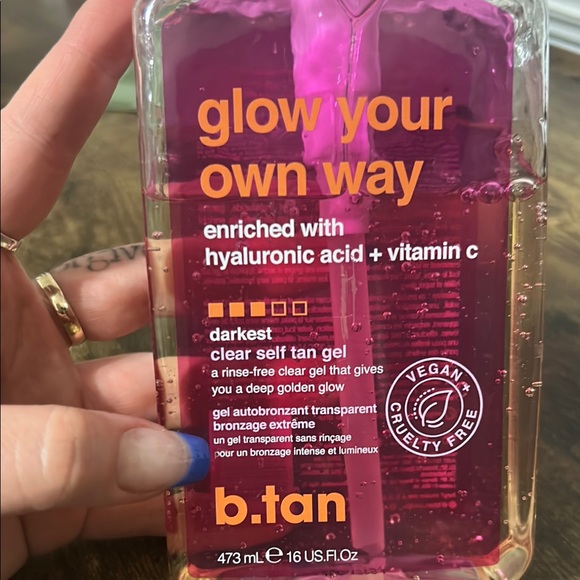 glow your
own way
enriched with
hyaluronic acid + vitamin c
darkest
clear self tan gel
a rinse-free clear gel that gives
you a deep golden glow
gel autobronzant transparent
bronzage extrême
un gel transparent sans rinçage
pour un bronzage intense et lumineux
VEGAN +
CRUELTY FREE
b.tan
473 mL e 16 US.Fl.Oz